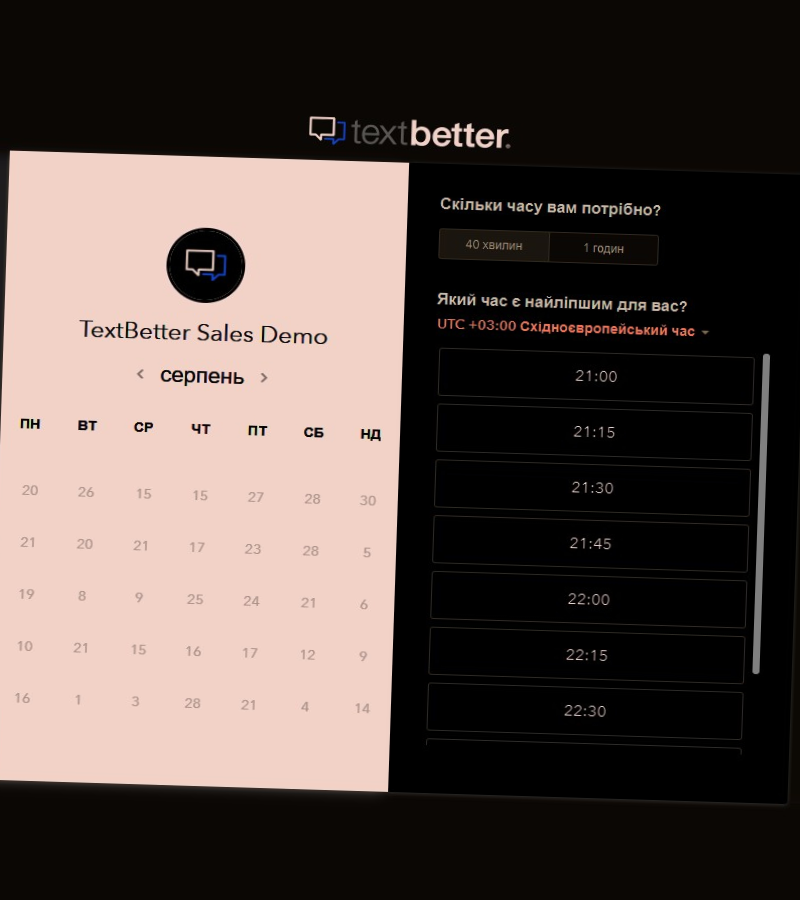 textbetter.
TextBetter Sales Demo
серпень
ПН ВТ СР ЧТ ПТ СБ НД
20 26 15 15 27 28 30
21 20 21 17 23 28 5
19 8 9 25 24 21 6
10 21 15 16 17 12 9
16 1 3 28 21 4 14
Скільки часу вам потрібно?
40 хвилин 1 годин
Який час є найліпшим для вас?
UTC +03:00 Східноєвропейський час
21:00
21:15
21:30
21:45
22:00
22:15
22:30